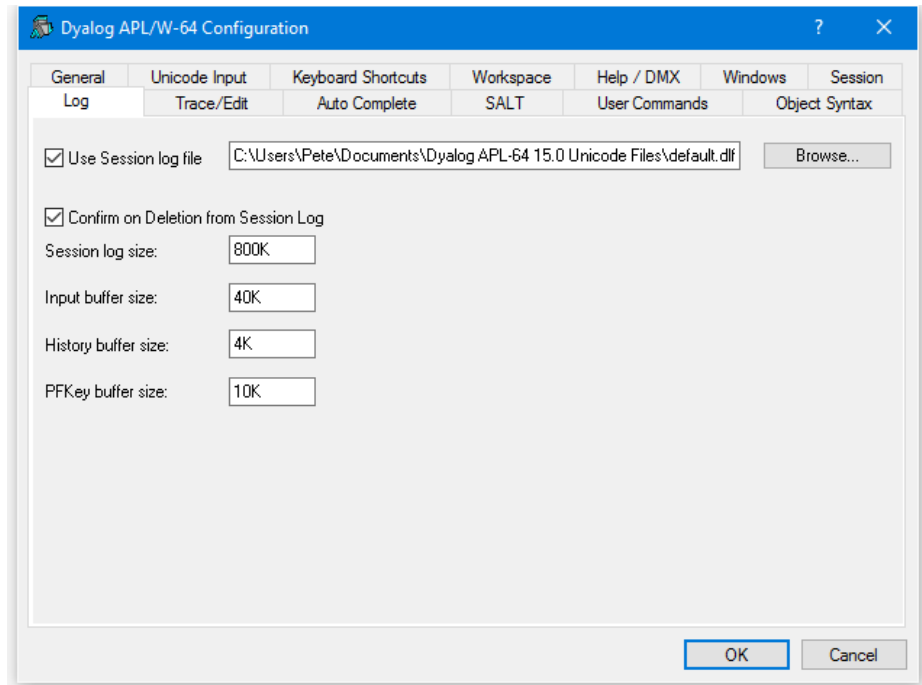 Dyalog APL/W-64 Configuration ? ×
General Unicode Input Keyboard Shortcuts Workspace Help / DMX Windows Session
Log Trace/Edit Auto Complete SALT User Commands Object Syntax
Use Session log file C:\Users\Pete\Documents\Dyalog APL-64 15.0 Unicode Files\default.dlf Browse...
Confirm on Deletion from Session Log
Session log size: 800K
Input buffer size: 40K
History buffer size: 4K
PFKey buffer size: 10K
OK Cancel